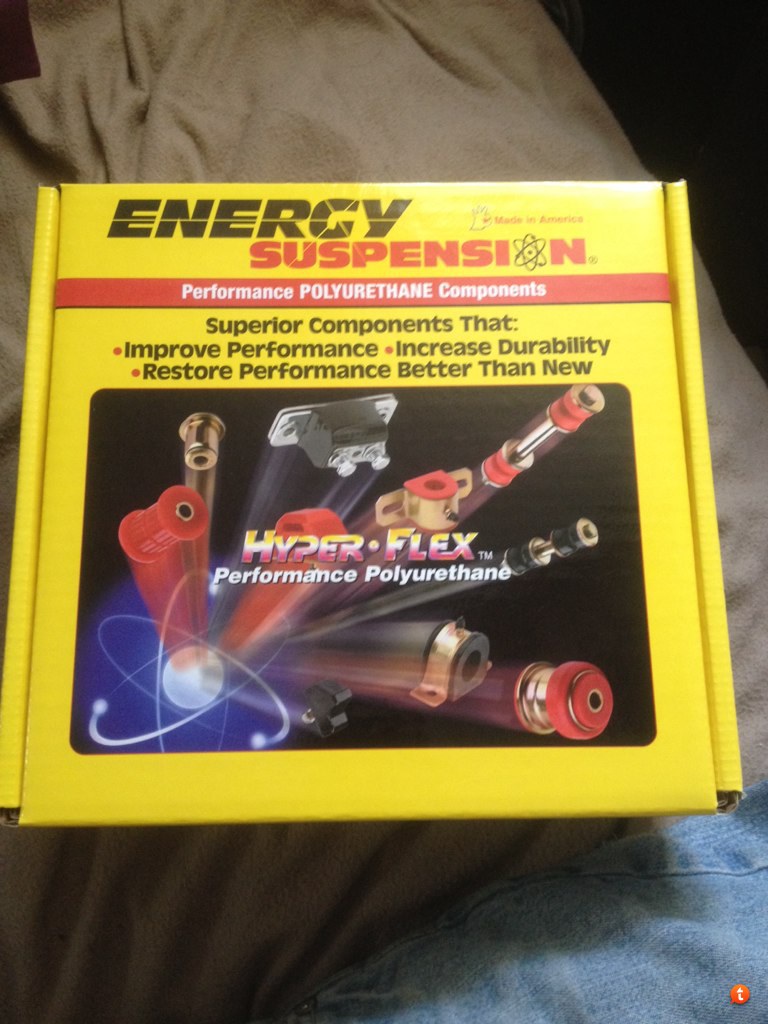 ENERGY
Made in America
SUSPENSION®
Performance POLYURETHANE Components
Superior Components That:
•Improve Performance •Increase Durability
•Restore Performance Better Than New
HYPER•FLEX™
Performance Polyurethane
t